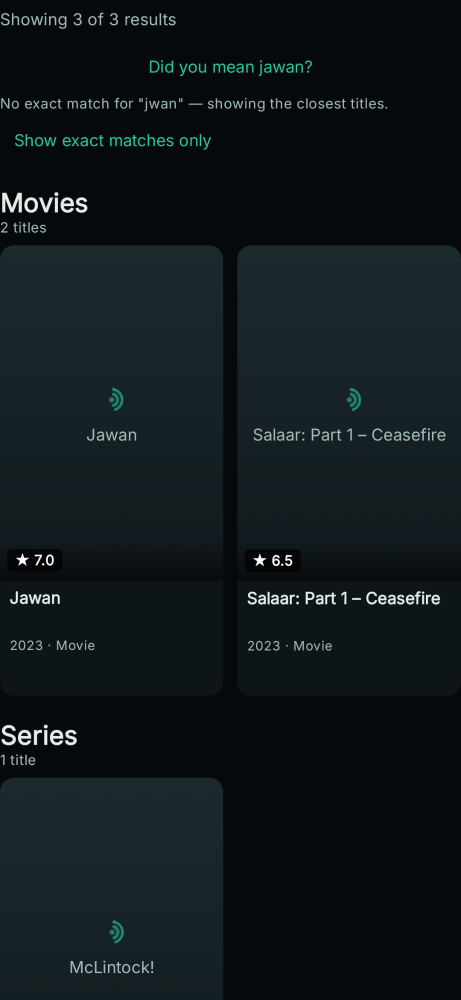 Showing 3 of 3 results
Did you mean jawan?
No exact match for "jwan" — showing the closest titles.
Show exact matches only
Movies
2 titles
Jawan
Salaar: Part 1 – Ceasefire
★ 7.0
★ 6.5
Jawan
Salaar: Part 1 – Ceasefire
2023 · Movie
2023 · Movie
Series
1 title
McLintock!